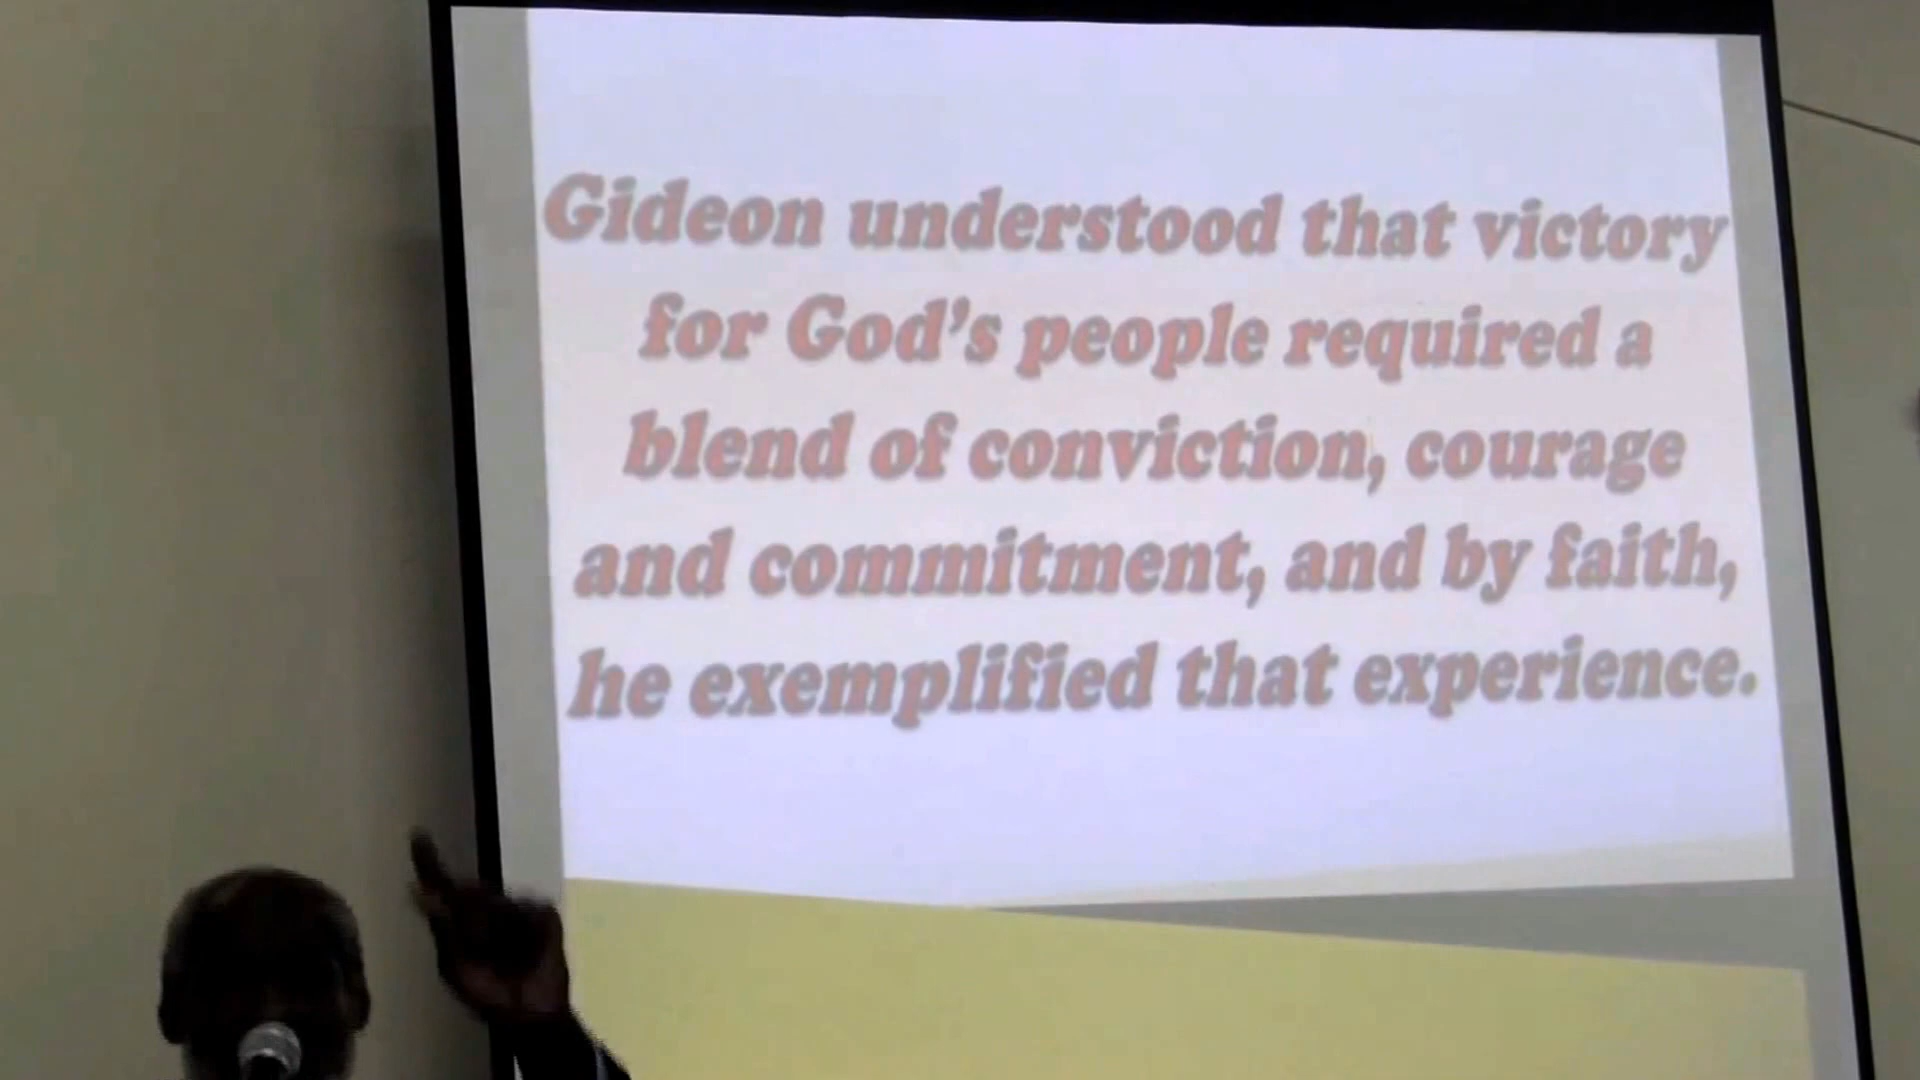 Gideon understood that victory
for God's people required a
blend of conviction, courage
and commitment, and by faith,
he exemplified that experience.